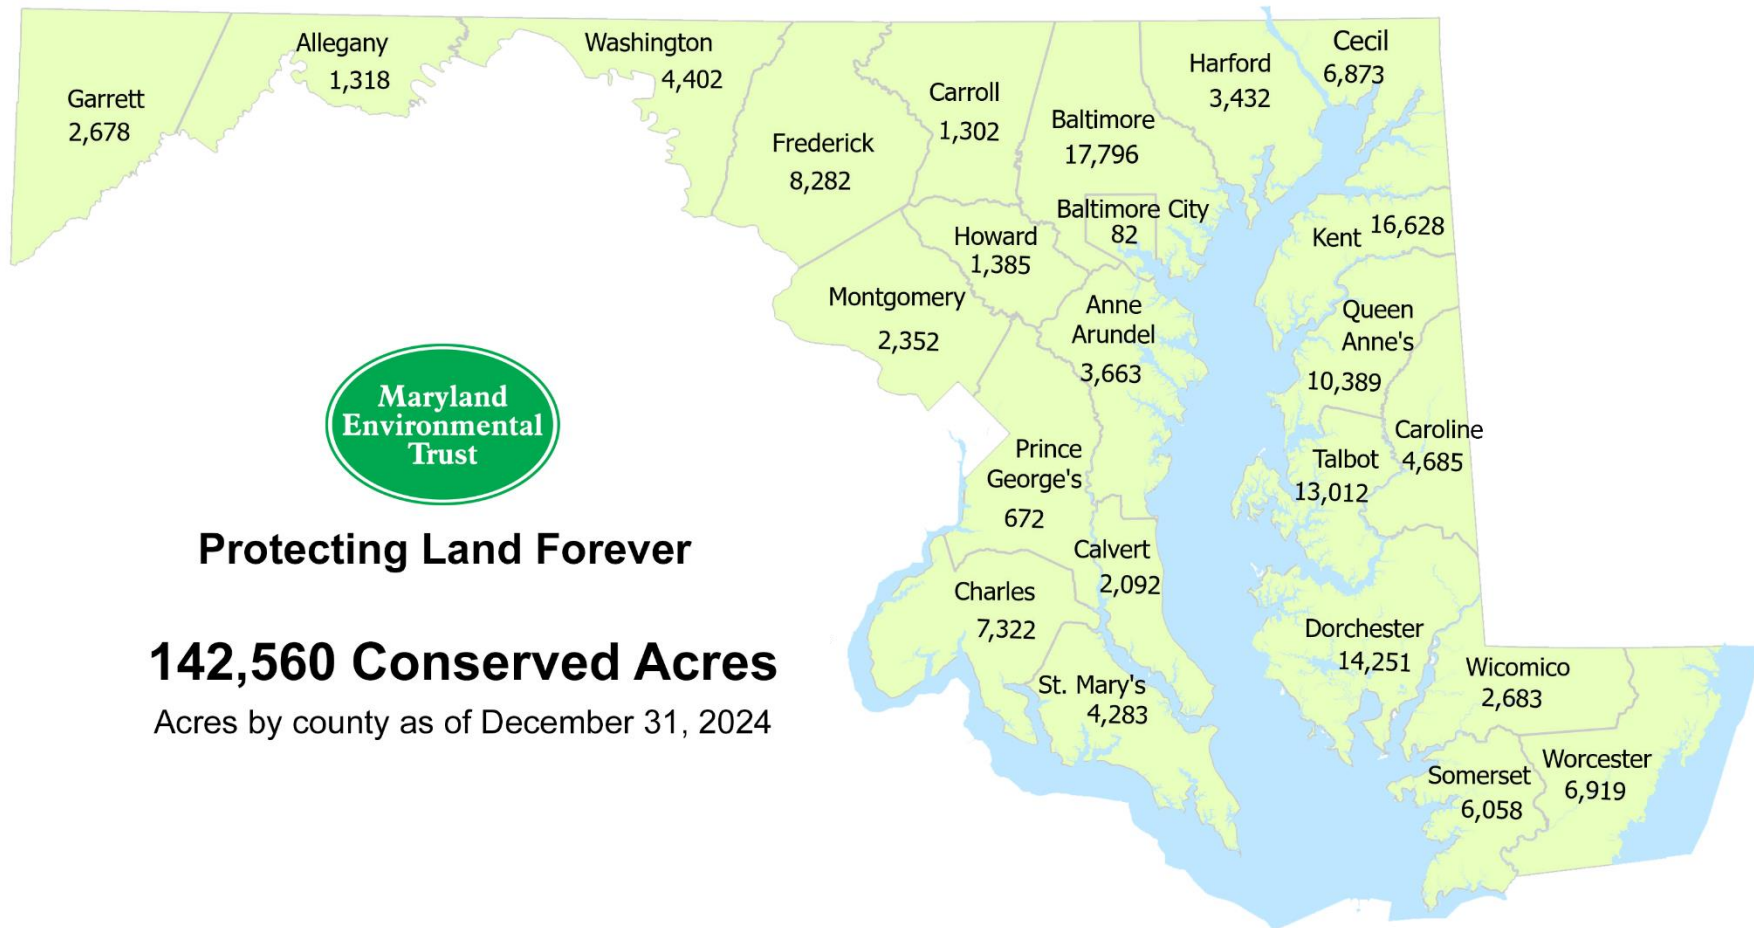 Garrett
2,678
Allegany
1,318
Washington
4,402
Frederick
8,282
Carroll
1,302
Baltimore
17,796
Harford
3,432
Cecil
6,873
Baltimore City
82
Howard
1,385
Montgomery
2,352
Anne
Arundel
3,663
Kent 16,628
Queen
Anne's
10,389
Caroline
4,685
Talbot
13,012
Prince
George's
672
Calvert
2,092
Charles
7,322
St. Mary's
4,283
Dorchester
14,251
Wicomico
2,683
Somerset
6,058
Worcester
6,919
Maryland
Environmental
Trust
Protecting Land Forever
142,560 Conserved Acres
Acres by county as of December 31, 2024